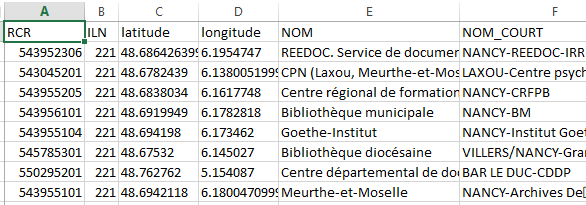 A B C D E F
RCR ILN latitude longitude NOM NOM_COURT
543952306 221 48.686426399 6.1954747 REEDOC. Service de documen NANCY-REEDOC-IRR
543045201 221 48.6782439 6.1380051999 CPN (Laxou, Meurthe-et-Mos LAXOU-Centre psych
543955205 221 48.6838034 6.1617748 Centre régional de formation NANCY-CRFPB
543956101 221 48.6919949 6.1782818 Bibliothèque municipale NANCY-BM
543955104 221 48.694198 6.173462 Goethe-Institut NANCY-Institut Goet
545785301 221 48.67532 6.145027 Bibliothèque diocésaine VILLERS/NANCY-Gran
550295201 221 48.762762 5.154087 Centre départemental de doc BAR LE DUC-CDDP
543955101 221 48.6942118 6.1800470999 Meurthe-et-Moselle NANCY-Archives De